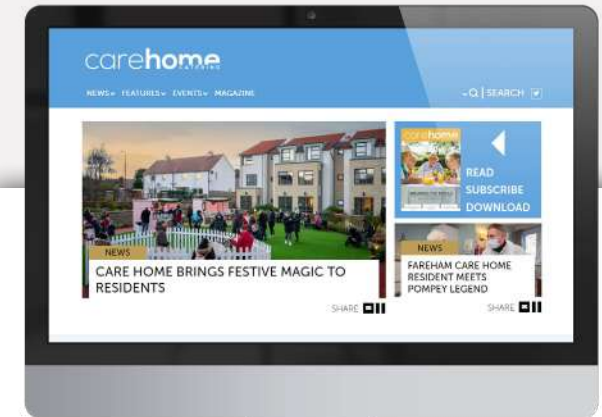 carehome
CATERING
NEWS FEATURES EVENTS MAGAZINE
SEARCH
carehome
READ
SUBSCRIBE
DOWNLOAD
NEWS
CARE HOME BRINGS FESTIVE MAGIC TO
RESIDENTS
SHARE
NEWS
FAREHAM CARE HOME
RESIDENT MEETS
POMPEY LEGEND
SHARE